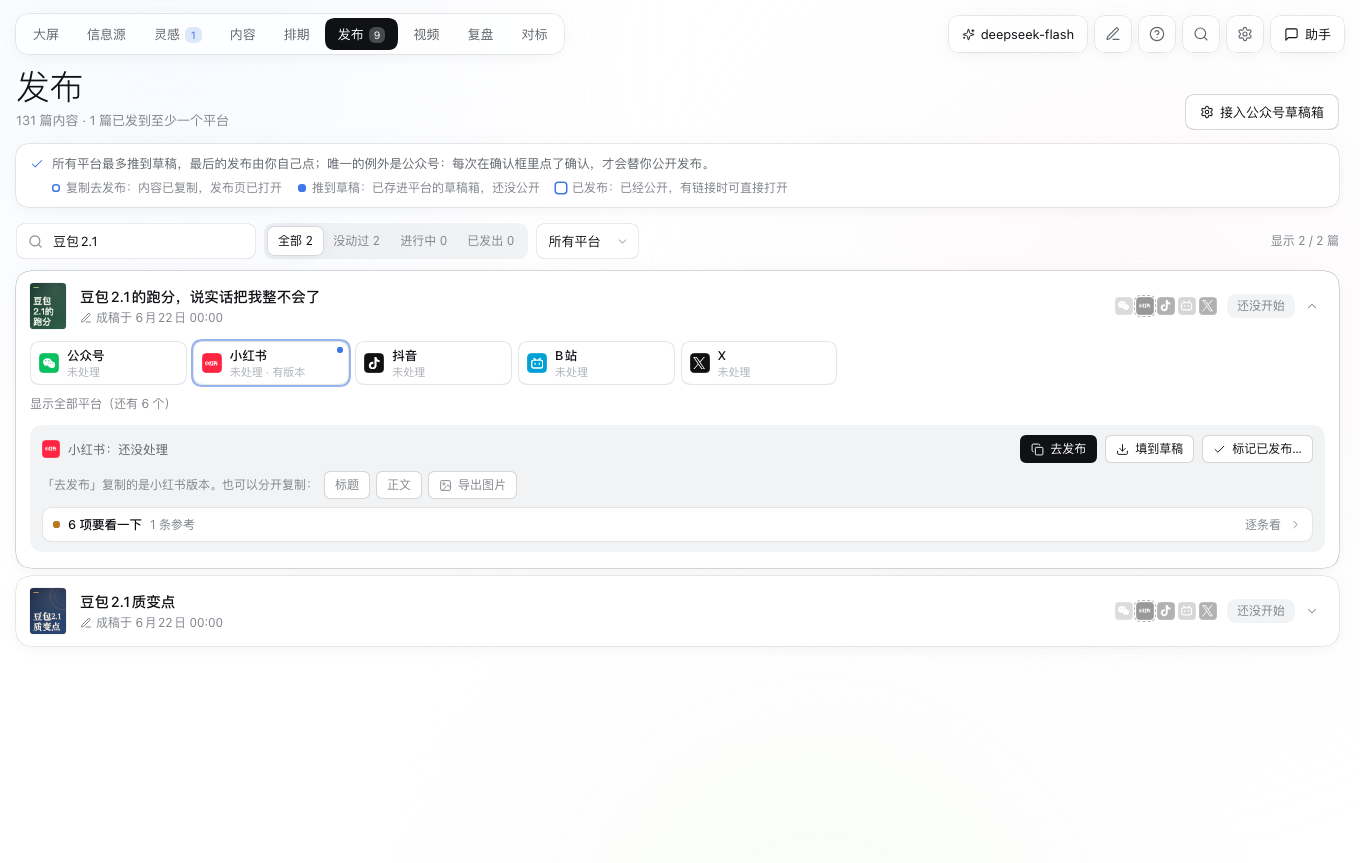 大屏 信息源 灵感 1 内容 排期 发布 9 视频 复盘 对标 deepseek-flash 助手
发布
131 篇内容 · 1 篇已发到至少一个平台
接入公众号草稿箱
所有平台最多推到草稿，最后的发布由你自己点；唯一的例外是公众号：每次在确认框里点了确认，才会替你公开发布。
复制去发布：内容已复制，发布页已打开 推到草稿：已存进平台的草稿箱，还没公开 已发布：已经公开，有链接时可直接打开
豆包2.1 全部 2 没动过 2 进行中 0 已发出 0 所有平台 显示 2 / 2 篇
豆包
2.1的
跑分
豆包2.1的跑分，说实话把我整不会了
成稿于 6月22日 00:00
还没开始
公众号 小红书 抖音 B站 X
未处理 未处理 · 有版本 未处理 未处理 未处理
显示全部平台（还有 6 个）
小红书：还没处理 去发布 填到草稿 标记已发布...
「去发布」复制的是小红书版本。也可以分开复制： 标题 正文 导出图片
6 项要看一下 1 条参考 逐条看
豆包2.1
质变点
豆包2.1质变点
成稿于 6月22日 00:00
还没开始